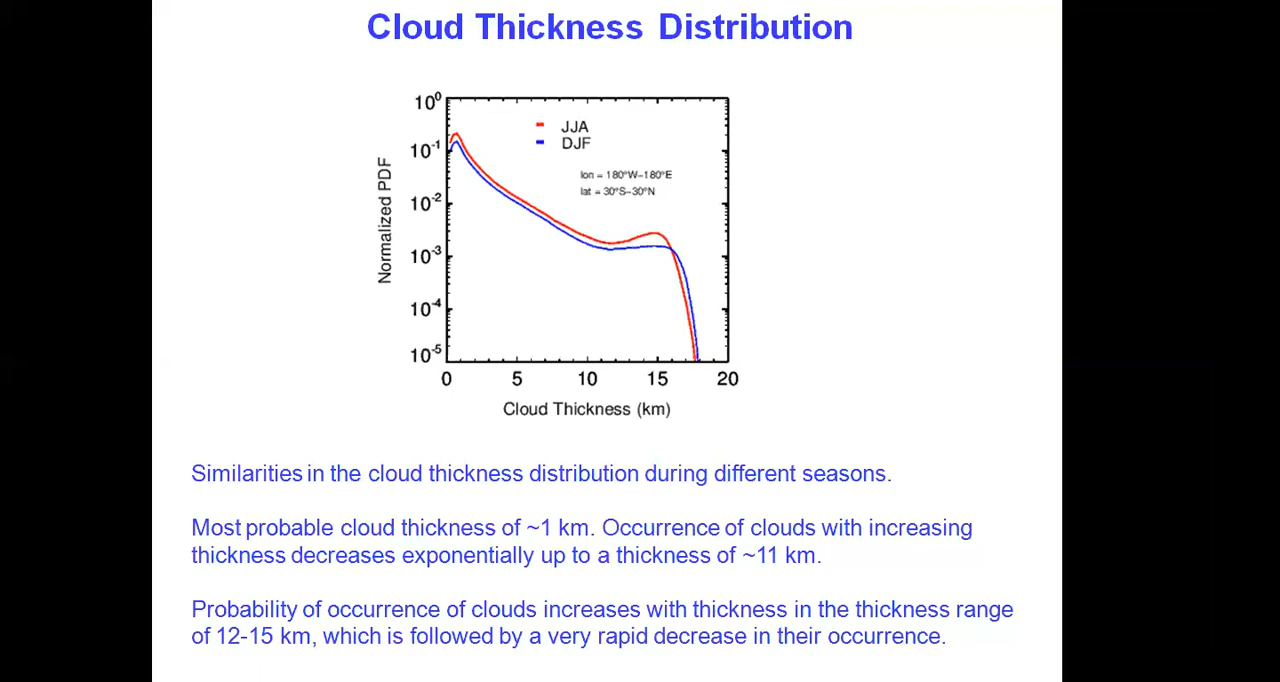 Cloud Thickness Distribution
10⁰
10⁻¹
10⁻²
10⁻³
10⁻⁴
10⁻⁵
Normalized PDF
JJA
DJF
lon = 180°W–180°E
lat = 30°S–30°N
0 5 10 15 20
Cloud Thickness (km)
Similarities in the cloud thickness distribution during different seasons.
Most probable cloud thickness of ~1 km. Occurrence of clouds with increasing
thickness decreases exponentially up to a thickness of ~11 km.
Probability of occurrence of clouds increases with thickness in the thickness range
of 12-15 km, which is followed by a very rapid decrease in their occurrence.